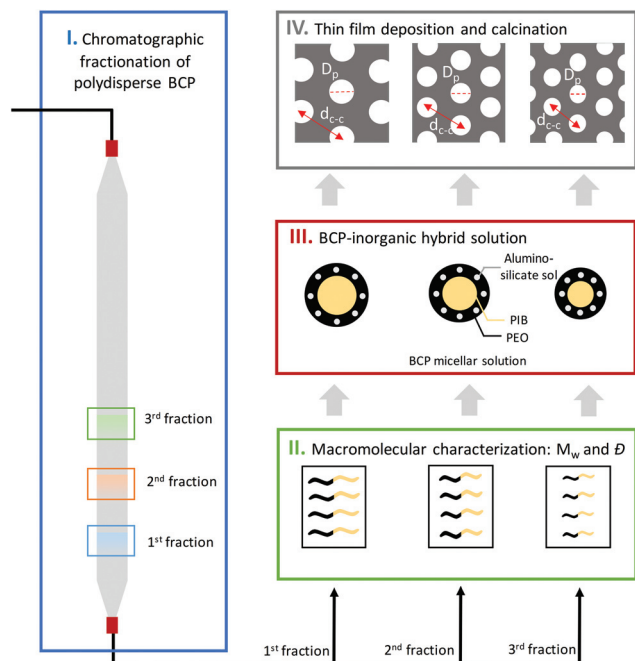 I. Chromatographic
fractionation of
polydisperse BCP
3rd fraction
2nd fraction
1st fraction
IV. Thin film deposition and calcination
Dp
dc-c
Dp
dc-c
Dp
dc-c
III. BCP-inorganic hybrid solution
Alumino-
silicate sol
PIB
PEO
BCP micellar solution
II. Macromolecular characterization: Mw and Đ
1st fraction
2nd fraction
3rd fraction